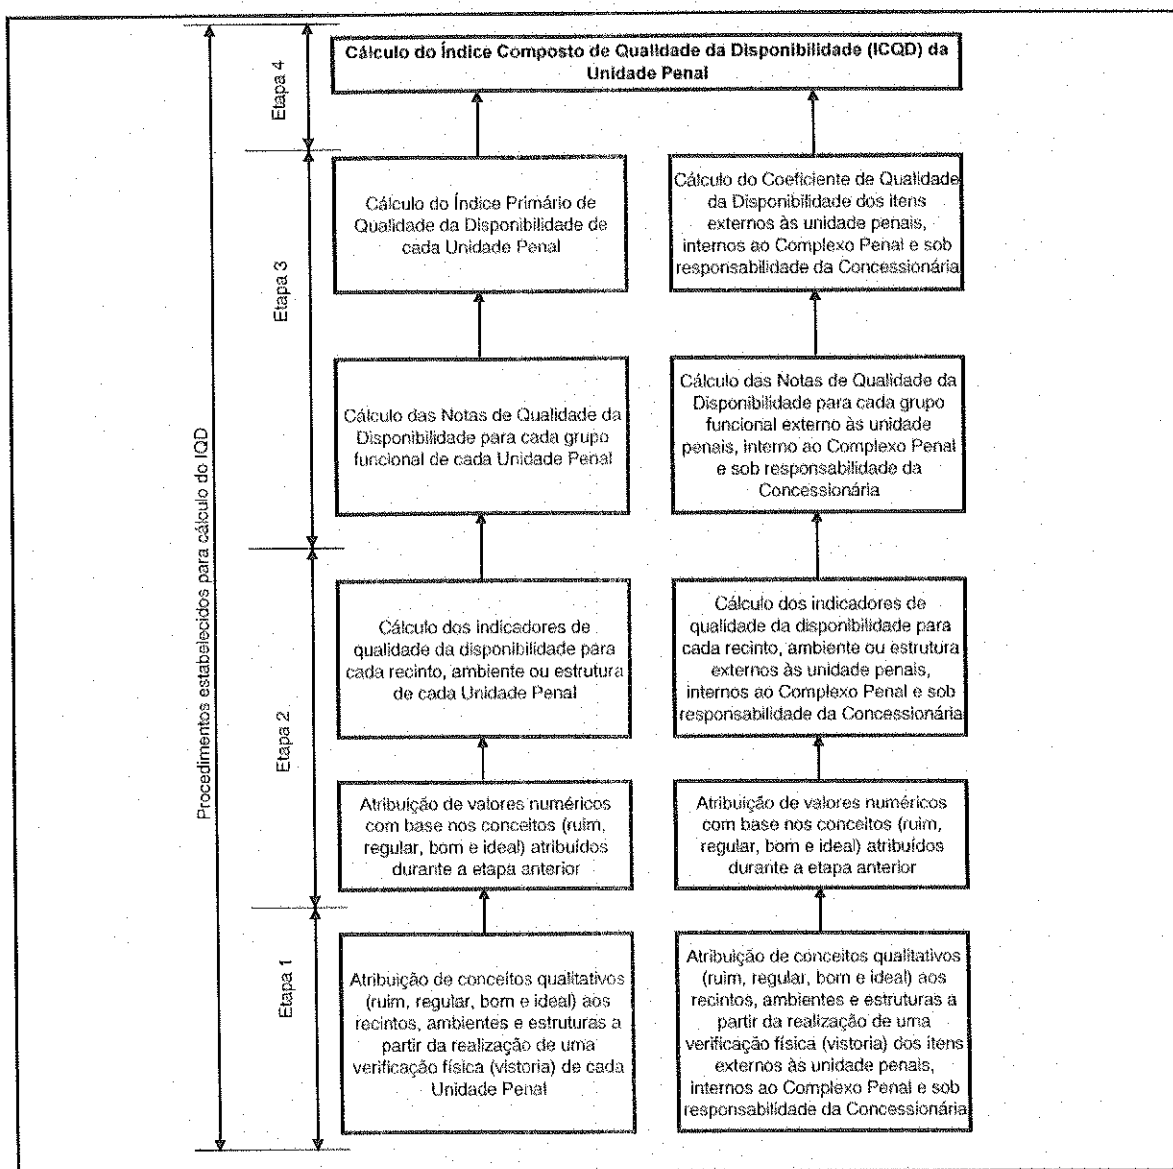 Procedimentos estabelecidos para cálculo do IQD
Etapa 4
Cálculo do Índice Composto de Qualidade da Disponibilidade (ICQD) da
Unidade Penal
Etapa 3
Cálculo do Índice Primário de
Qualidade da Disponibilidade de
cada Unidade Penal
Cálculo do Coeficiente de Qualidade
da Disponibilidade dos itens
externos às unidade penais,
internos ao Complexo Penal e sob
responsabilidade da Concessionária
Cálculo das Notas de Qualidade da
Disponibilidade para cada grupo
funcional de cada Unidade Penal
Cálculo das Notas de Qualidade da
Disponibilidade para cada grupo
funcional externo às unidade
penais, interno ao Complexo Penal
e sob responsabilidade da
Concessionária
Etapa 2
Cálculo dos indicadores de
qualidade da disponibilidade para
cada recinto, ambiente ou estrutura
de cada Unidade Penal
Cálculo dos indicadores de
qualidade da disponibilidade para
cada recinto, ambiente ou estrutura
externos às unidade penais,
internos ao Complexo Penal e sob
responsabilidade da Concessionária
Atribuição de valores numéricos
com base nos conceitos (ruim,
regular, bom e ideal) atribuídos
durante a etapa anterior
Atribuição de valores numéricos
com base nos conceitos (ruim,
regular, bom e ideal) atribuídos
durante a etapa anterior
Etapa 1
Atribuição de conceitos qualitativos
(ruim, regular, bom e ideal) aos
recintos, ambientes e estruturas a
partir da realização de uma
verificação física (vistoria) de cada
Unidade Penal
Atribuição de conceitos qualitativos
(ruim, regular, bom e ideal) aos
recintos, ambientes e estruturas a
partir da realização de uma
verificação física (vistoria) dos itens
externos às unidade penais,
internos ao Complexo Penal e sob
responsabilidade da Concessionária